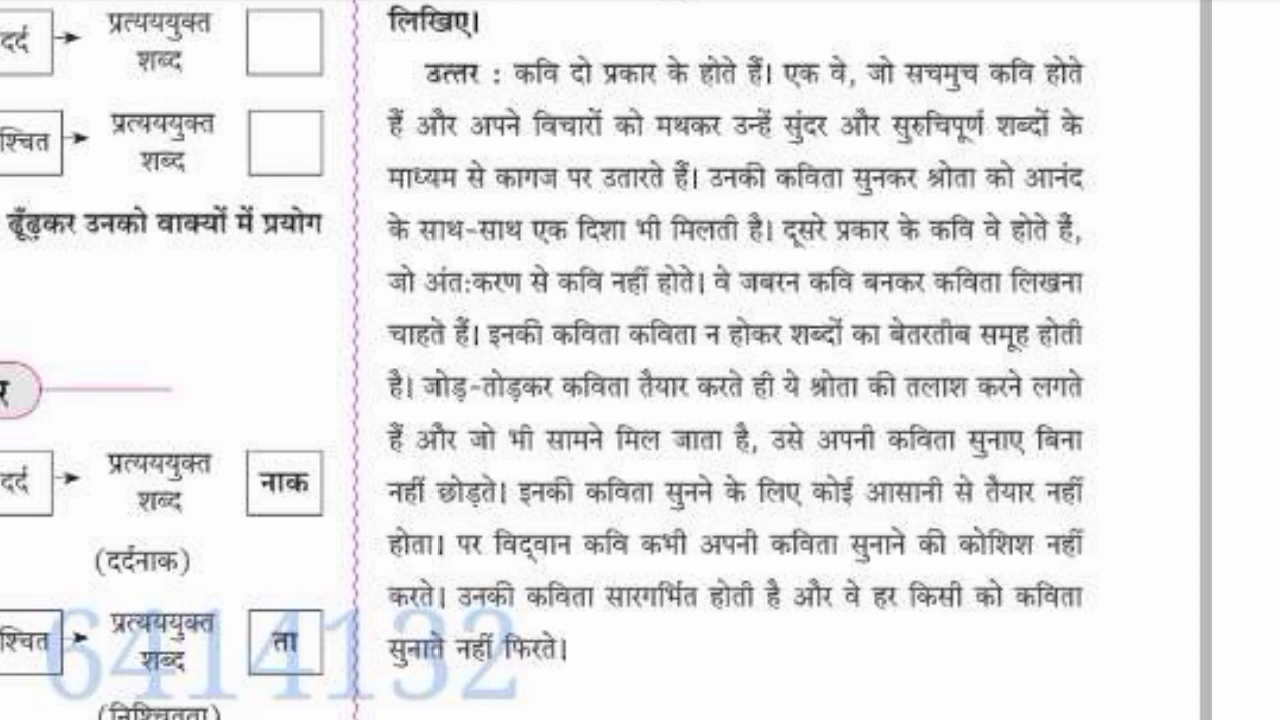 दर्द → प्रत्यययुक्त शब्द
श्चित → प्रत्यययुक्त शब्द
ढूँढ़कर उनको वाक्यों में प्रयोग
र
दर्द → प्रत्यययुक्त शब्द नाक
(दर्दनाक)
श्चित → प्रत्यययुक्त शब्द ता
(निश्चितता)
लिखिए।
उत्तर : कवि दो प्रकार के होते हैं। एक वे, जो सचमुच कवि होते
हैं और अपने विचारों को मथकर उन्हें सुंदर और सुरुचिपूर्ण शब्दों के
माध्यम से कागज पर उतारते हैं। उनकी कविता सुनकर श्रोता को आनंद
के साथ-साथ एक दिशा भी मिलती है। दूसरे प्रकार के कवि वे होते हैं,
जो अंत:करण से कवि नहीं होते। वे जबरन कवि बनकर कविता लिखना
चाहते हैं। इनकी कविता कविता न होकर शब्दों का बेतरतीब समूह होती
है। जोड़-तोड़कर कविता तैयार करते ही ये श्रोता की तलाश करने लगते
हैं और जो भी सामने मिल जाता है, उसे अपनी कविता सुनाए बिना
नहीं छोड़ते। इनकी कविता सुनने के लिए कोई आसानी से तैयार नहीं
होता। पर विद्‌वान कवि कभी अपनी कविता सुनाने की कोशिश नहीं
करते। उनकी कविता सारगर्भित होती है और वे हर किसी को कविता
सुनाते नहीं फिरते।
6414132